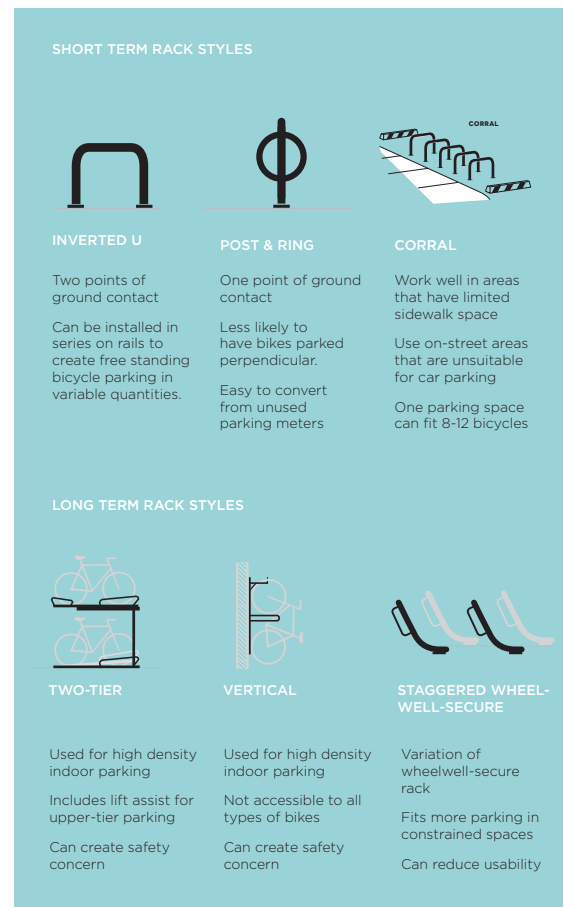 SHORT TERM RACK STYLES
CORRAL
INVERTED U
Two points of
ground contact
Can be installed in
series on rails to
create free standing
bicycle parking in
variable quantities.
POST & RING
One point of ground
contact
Less likely to
have bikes parked
perpendicular.
Easy to convert
from unused
parking meters
CORRAL
Work well in areas
that have limited
sidewalk space
Use on-street areas
that are unsuitable
for car parking
One parking space
can fit 8-12 bicycles
LONG TERM RACK STYLES
TWO-TIER
Used for high density
indoor parking
Includes lift assist for
upper-tier parking
Can create safety
concern
VERTICAL
Used for high density
indoor parking
Not accessible to all
types of bikes
Can create safety
concern
STAGGERED WHEEL-
WELL-SECURE
Variation of
wheelwell-secure
rack
Fits more parking in
constrained spaces
Can reduce usability